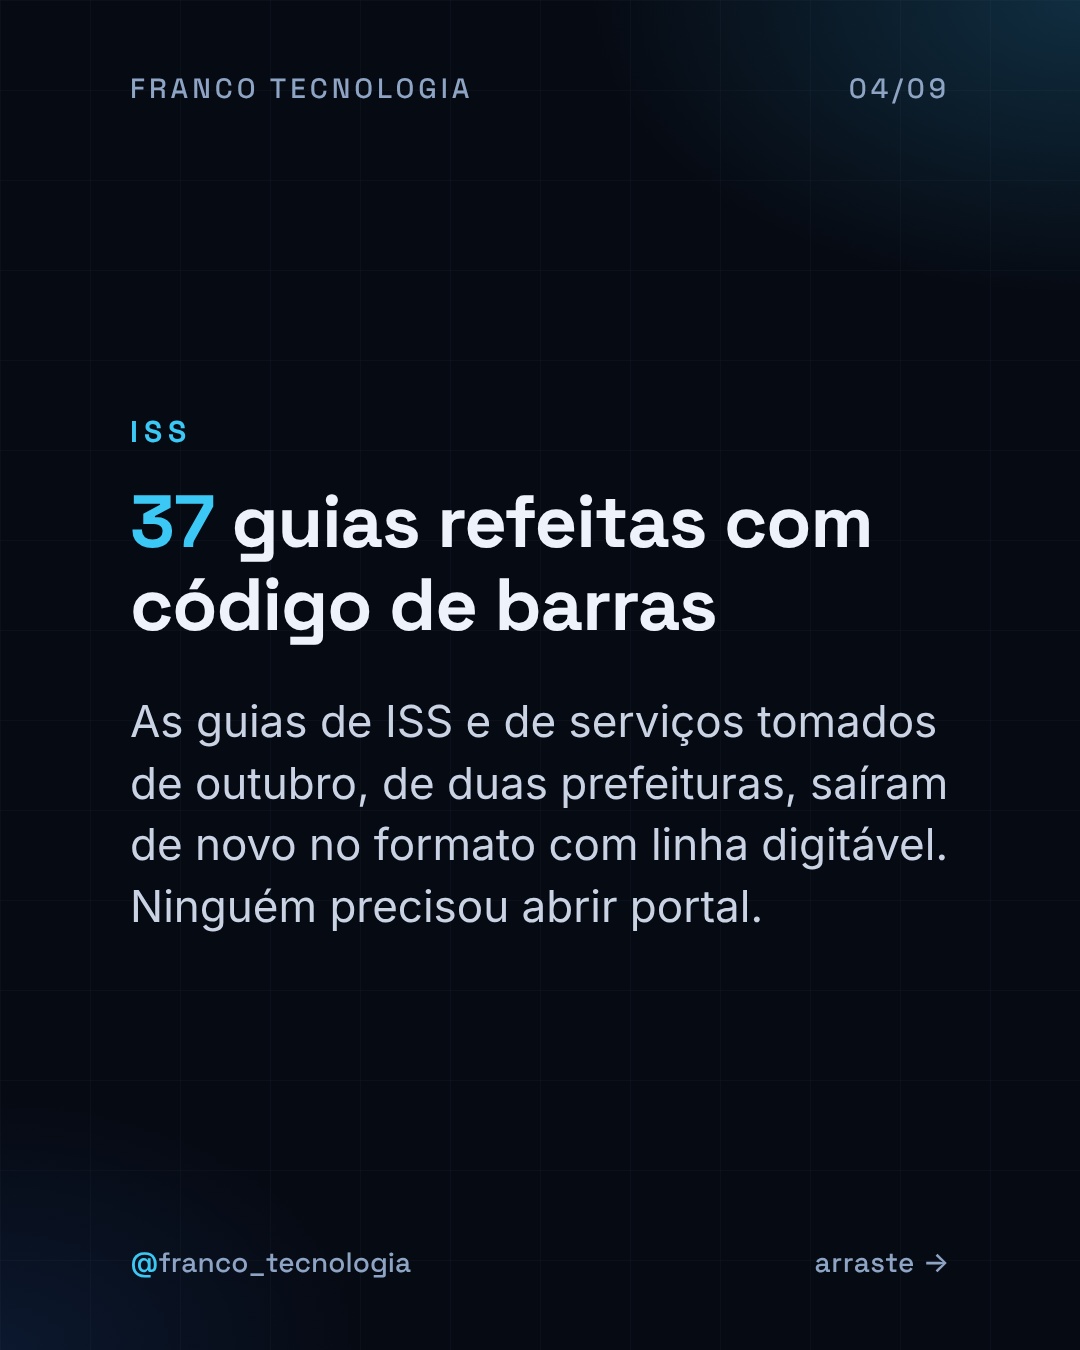 FRANCO TECNOLOGIA
04/09
ISS
37 guias refeitas com
código de barras
As guias de ISS e de serviços tomados
de outubro, de duas prefeituras, saíram
de novo no formato com linha digitável.
Ninguém precisou abrir portal.
@franco_tecnologia
arraste →